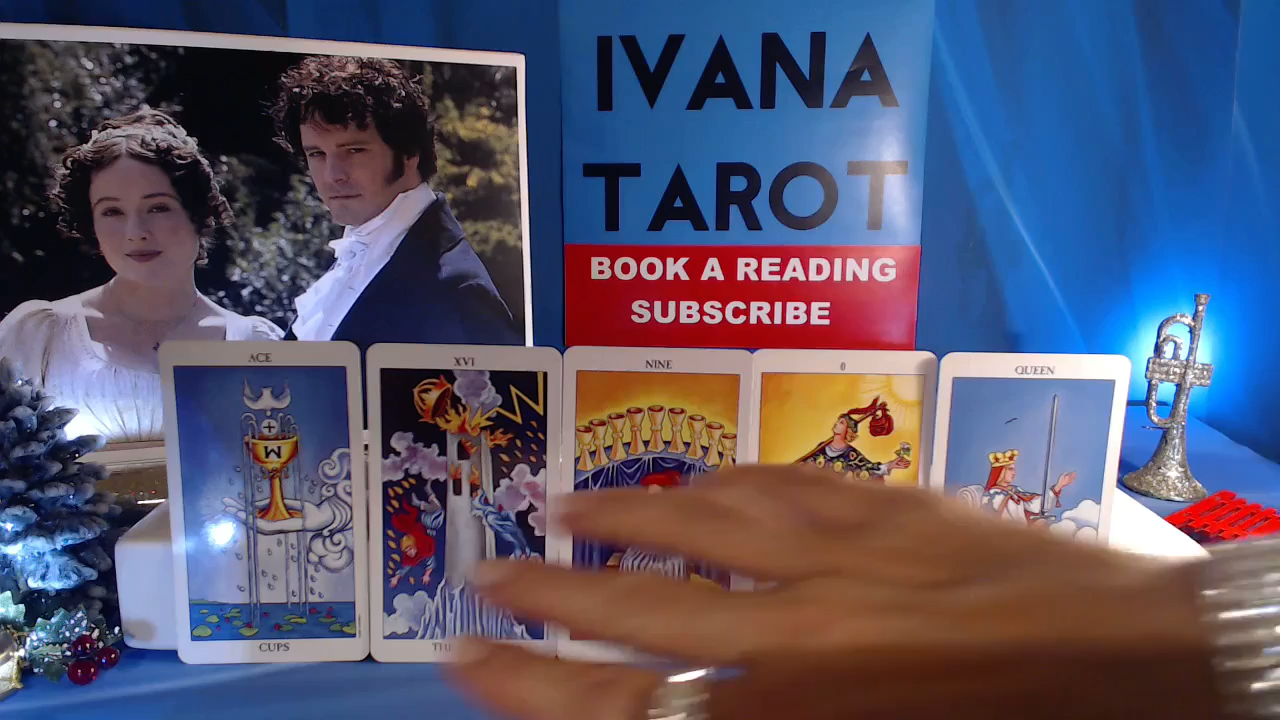 IVANA
TAROT
BOOK A READING
SUBSCRIBE
ACE
XVI
NINE
0
QUEEN
W
CUPS